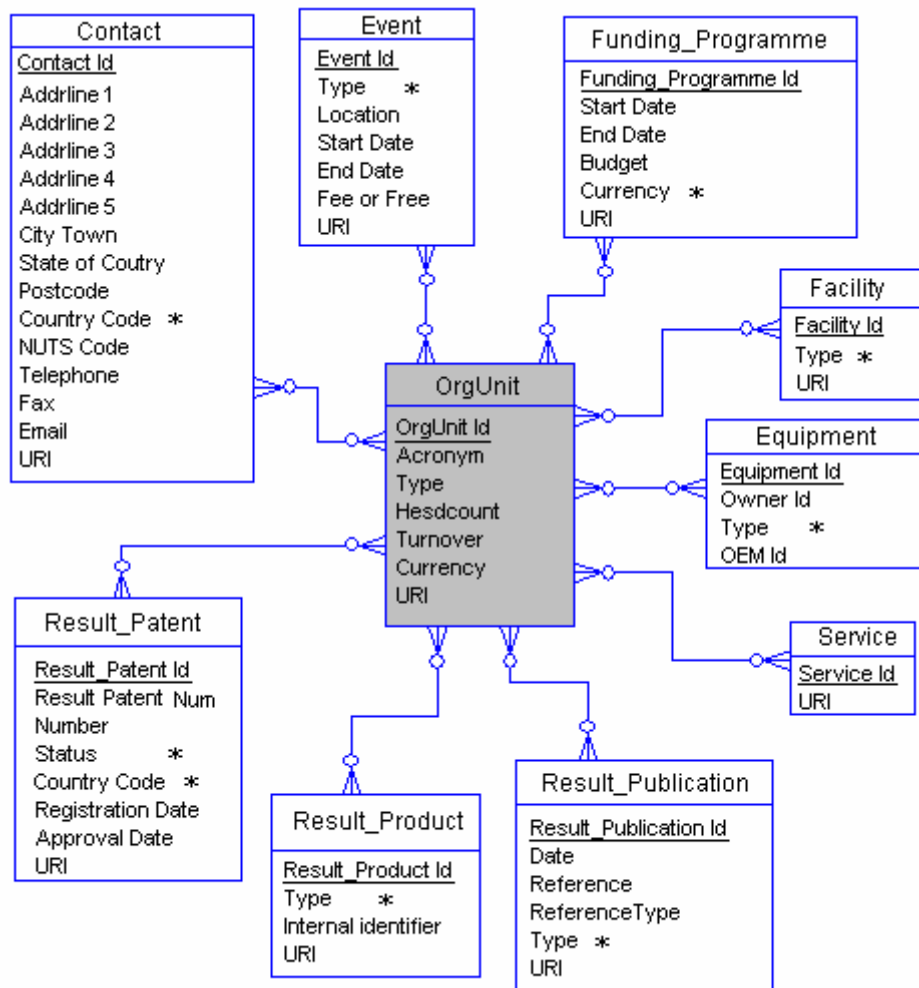 Contact
Contact Id
Addrline 1
Addrline 2
Addrline 3
Addrline 4
Addrline 5
City Town
State of Coutry
Postcode
Country Code *
NUTS Code
Telephone
Fax
Email
URI
Event
Event Id
Type *
Location
Start Date
End Date
Fee or Free
URI
Funding_Programme
Funding_Programme Id
Start Date
End Date
Budget
Currency *
URI
Facility
Facility Id
Type *
URI
OrgUnit
OrgUnit Id
Acronym
Type
Hesdcount
Turnover
Currency
URI
Equipment
Equipment Id
Owner Id
Type *
OEM Id
Service
Service Id
URI
Result_Patent
Result_Patent Id
Result Patent Num
Number
Status *
Country Code *
Registration Date
Approval Date
URI
Result_Product
Result_Product Id
Type *
Internal identifier
URI
Result_Publication
Result_Publication Id
Date
Reference
ReferenceType
Type *
URI